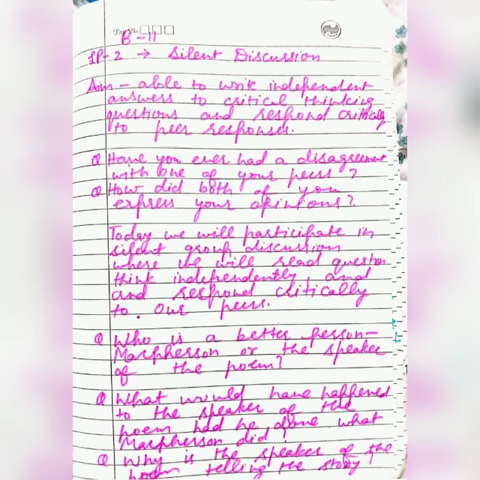 Page No.
B-11
LP-2 → Silent Discussion
Aim - able to write independent
answers to critical thinking
questions and respond critically
to peer responses.
Q Have you ever had a disagreement
with one of your peers?
Q How did both of you
express your opinions?
Today we will participate in
silent group discussion
where we will read question
think independently, and
and respond critically
to our peers.
Q Who is a better person-
Macpherson or the speaker
of the poem?
Q What would have happened
to the speaker of the
poem had he done what
Macpherson did?
Q Why is the speaker of the
poem telling the story?